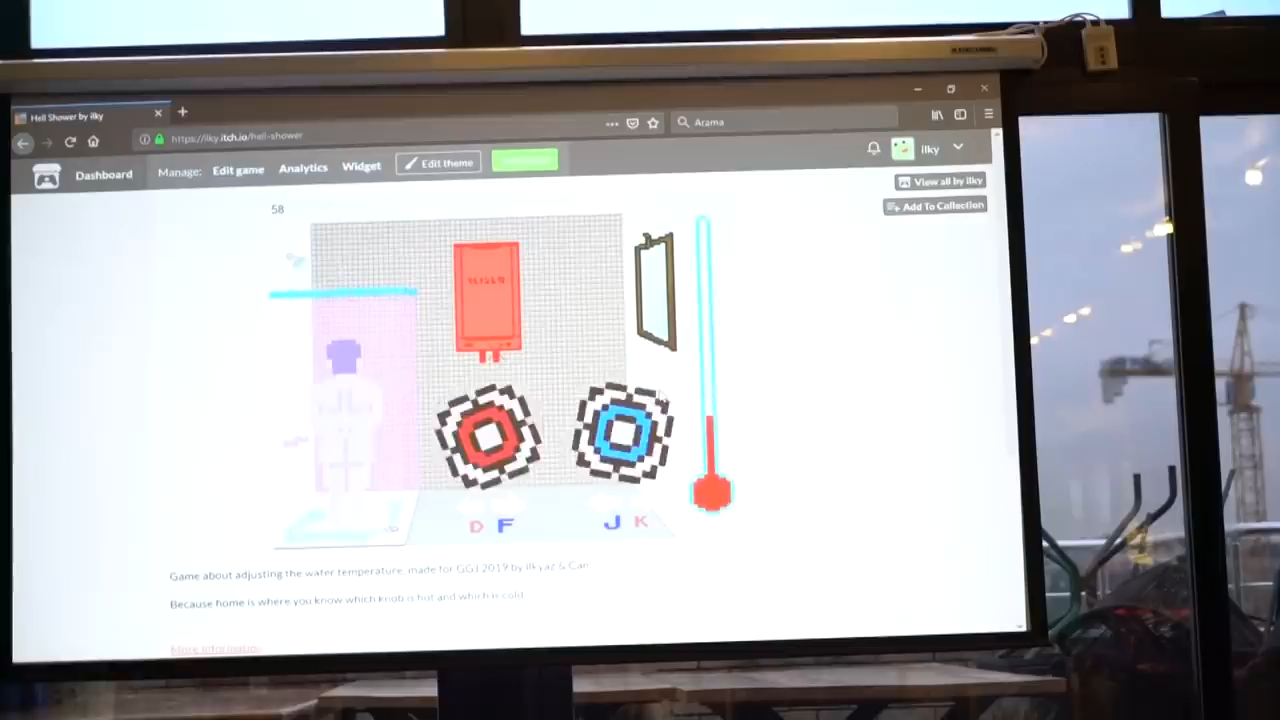 Hell Shower by ilky
https://ilky.itch.io/hell-shower
Arama
Dashboard
Manage:
Edit game
Analytics
Widget
Edit theme
ilky
View all by ilky
Add To Collection
58
D F J K
Game about adjusting the water temperature, made for GGJ 2019 by ilkyaz & Can
Because home is where you know which knob is hot and which is cold.
More information